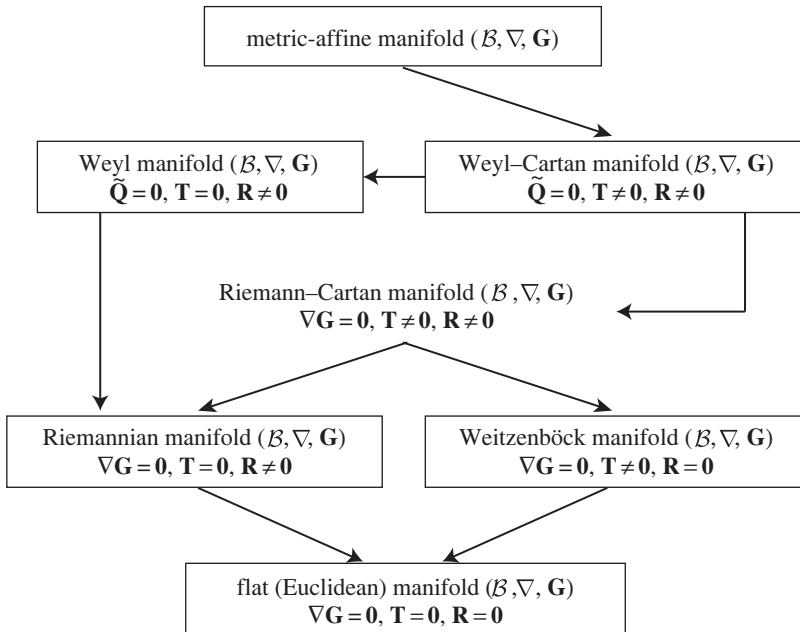 metric-affine manifold (ℬ, ∇, G)
Weyl manifold (ℬ, ∇, G)
Q̃ = 0, T = 0, R ≠ 0
Weyl–Cartan manifold (ℬ, ∇, G)
Q̃ = 0, T ≠ 0, R ≠ 0
Riemann–Cartan manifold (ℬ, ∇, G)
∇G = 0, T ≠ 0, R ≠ 0
Riemannian manifold (ℬ, ∇, G)
∇G = 0, T = 0, R ≠ 0
Weitzenböck manifold (ℬ, ∇, G)
∇G = 0, T ≠ 0, R = 0
flat (Euclidean) manifold (ℬ, ∇, G)
∇G = 0, T = 0, R = 0